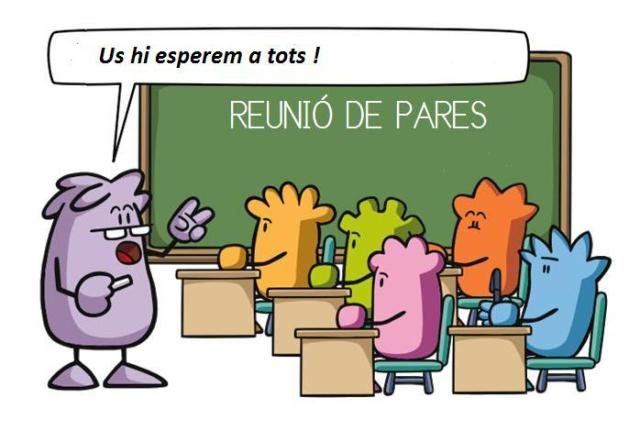 Us hi esperem a tots !
REUNIÓ DE PARES